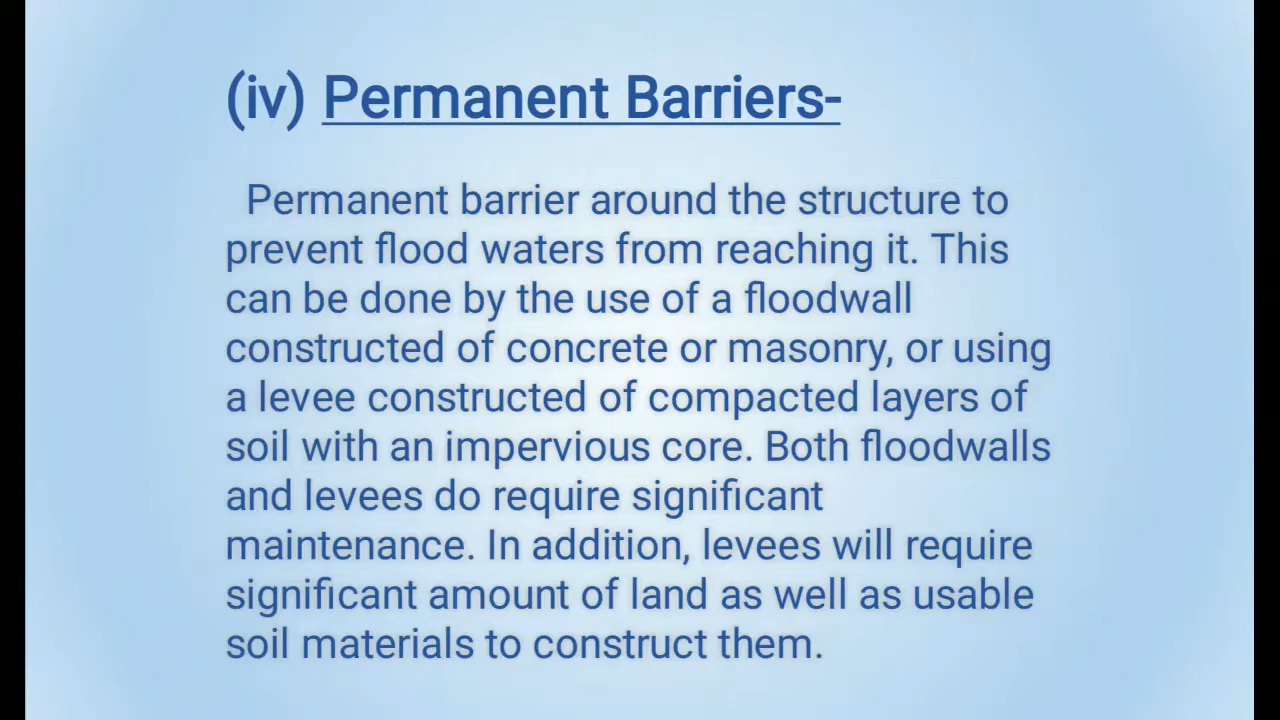 (iv) Permanent Barriers-
Permanent barrier around the structure to
prevent flood waters from reaching it. This
can be done by the use of a floodwall
constructed of concrete or masonry, or using
a levee constructed of compacted layers of
soil with an impervious core. Both floodwalls
and levees do require significant
maintenance. In addition, levees will require
significant amount of land as well as usable
soil materials to construct them.